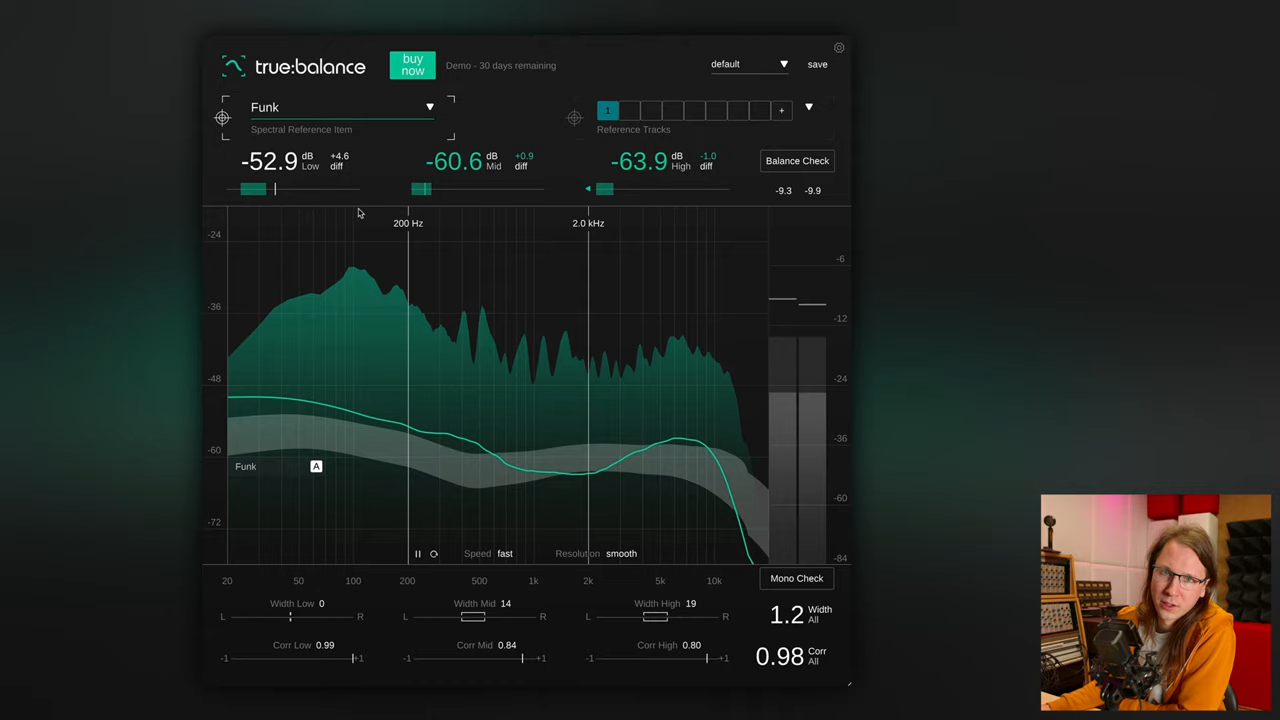 true:balance
buy now
Demo - 30 days remaining
default
save
Funk
Spectral Reference Item
1
+
Reference Tracks
-52.9 dB Low +4.6 diff
-60.6 dB Mid +0.9 diff
-63.9 dB High -1.0 diff
Balance Check
-9.3 -9.9
200 Hz
2.0 kHz
-24
-36
-48
-60
-72
-6
-12
-24
-36
-60
-84
Funk
A
Speed fast
Resolution smooth
20 50 100 200 500 1k 2k 5k 10k
Mono Check
Width Low 0
L R
Width Mid 14
L R
Width High 19
L R
1.2 Width All
Corr Low 0.99
-1 +1
Corr Mid 0.84
-1 +1
Corr High 0.80
-1 +1
0.98 Corr All